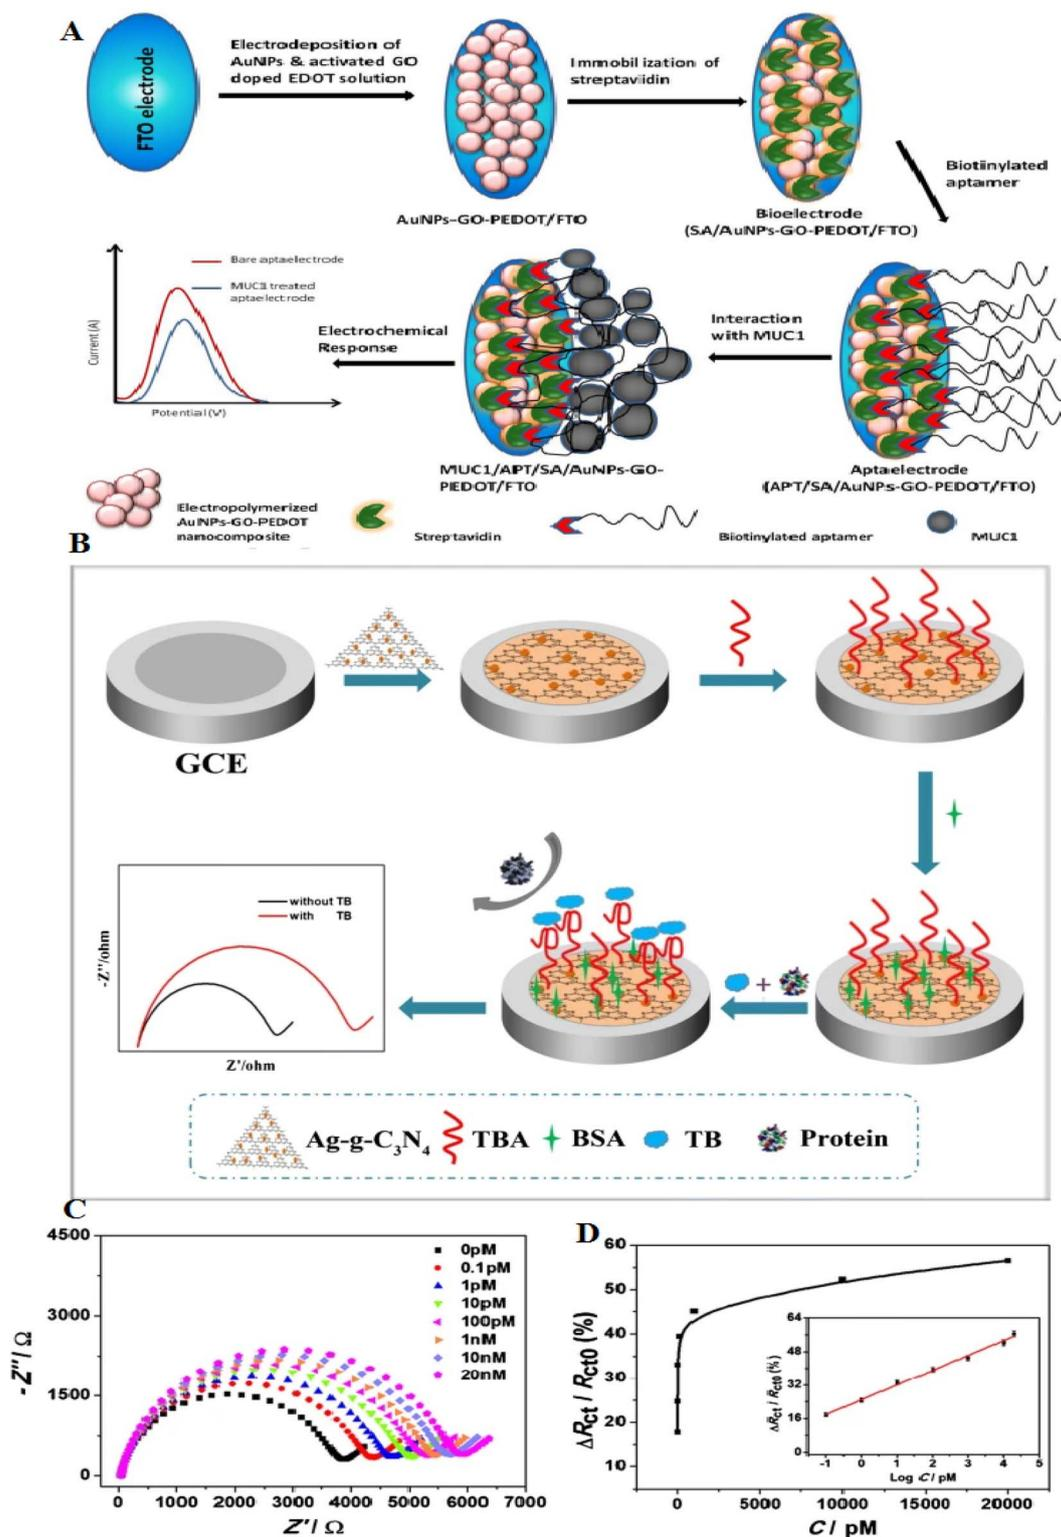 A
FTO electrode
Electrodeposition of
AuNPs & activated GO
doped EDOT solution
AuNPs-GO-PEDOT/FTO
Immobilization of
streptavidin
Bioelectrode
(SA/AuNPs-GO-PEDOT/FTO)
Biotinylated
aptamer
Aptaelectrode
(APT/SA/AuNPs-GO-PEDOT/FTO)
Interaction
with MUC1
MUC1/APT/SA/AuNPs-GO-
PEDOT/FTO
Electrochemical
Response
Bare aptaelectrode
MUC1 treated
aptaelectrode
Current (A)
Potential (V)
Electropolymerized
AuNPs-GO-PEDOT
nanocomposite
Streptavidin
Biotinylated aptamer
MUC1
B
GCE
without TB
with TB
-Z''/ohm
Z'/ohm
+
Ag-g-C₃N₄
TBA
BSA
TB
Protein
C
4500
3000
1500
0
-Z''/ Ω
0 1000 2000 3000 4000 5000 6000 7000
Z'/ Ω
0pM
0.1pM
1pM
10pM
100pM
1nM
10nM
20nM
D
60
50
40
30
20
10
ΔRct / Rct0 (%)
0 5000 10000 15000 20000
C / pM
64
48
32
16
0
ΔRct / Rct0 (%)
-1 0 1 2 3 4 5
Log C / pM